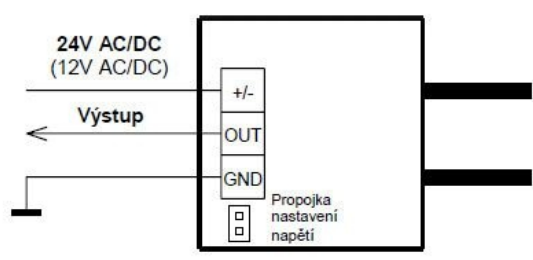 24V AC/DC
(12V AC/DC)
+/-
Výstup
OUT
GND
Propojka
nastavení
napětí